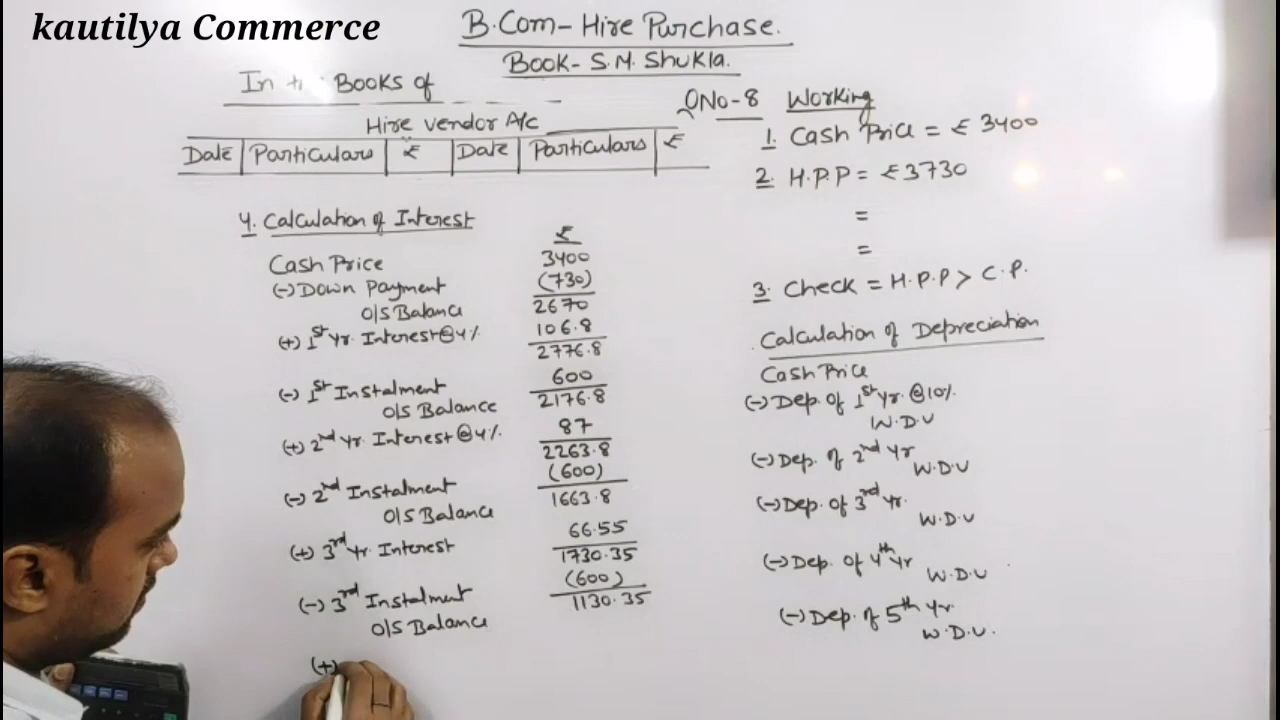 kautilya Commerce
B.Com- Hire Purchase.
Book- S.M. Shukla.
In Books of
Hire Vendor A/c
Date Particulars ₹ Date Particulars ₹
QNo-8 Working
1. Cash Price = ₹ 3400
2. H.P.P = ₹3730
=
=
3. Check = H.P.P > C.P.
4. Calculation of Interest
₹
Cash Price 3400
(-) Down Payment (730)
O/S Balance 2670
(+) 1st Yr. Interest@4% 106.8
2776.8
(-) 1st Instalment 600
O/S Balance 2176.8
(+) 2nd Yr. Interest@4% 87
2263.8
(-) 2nd Instalment (600)
O/S Balance 1663.8
(+) 3rd Yr. Interest 66.55
1730.35
(-) 3rd Instalment (600)
O/S Balance 1130.35
(+)
Calculation of Depreciation
Cash Price
(-) Dep. of 1st Yr. @10%.
W.D.V
(-) Dep. of 2nd Yr
W.D.V
(-) Dep. of 3rd Yr.
W.D.V
(-) Dep. of 4th Yr
W.D.V
(-) Dep. of 5th Yr.
W.D.V.